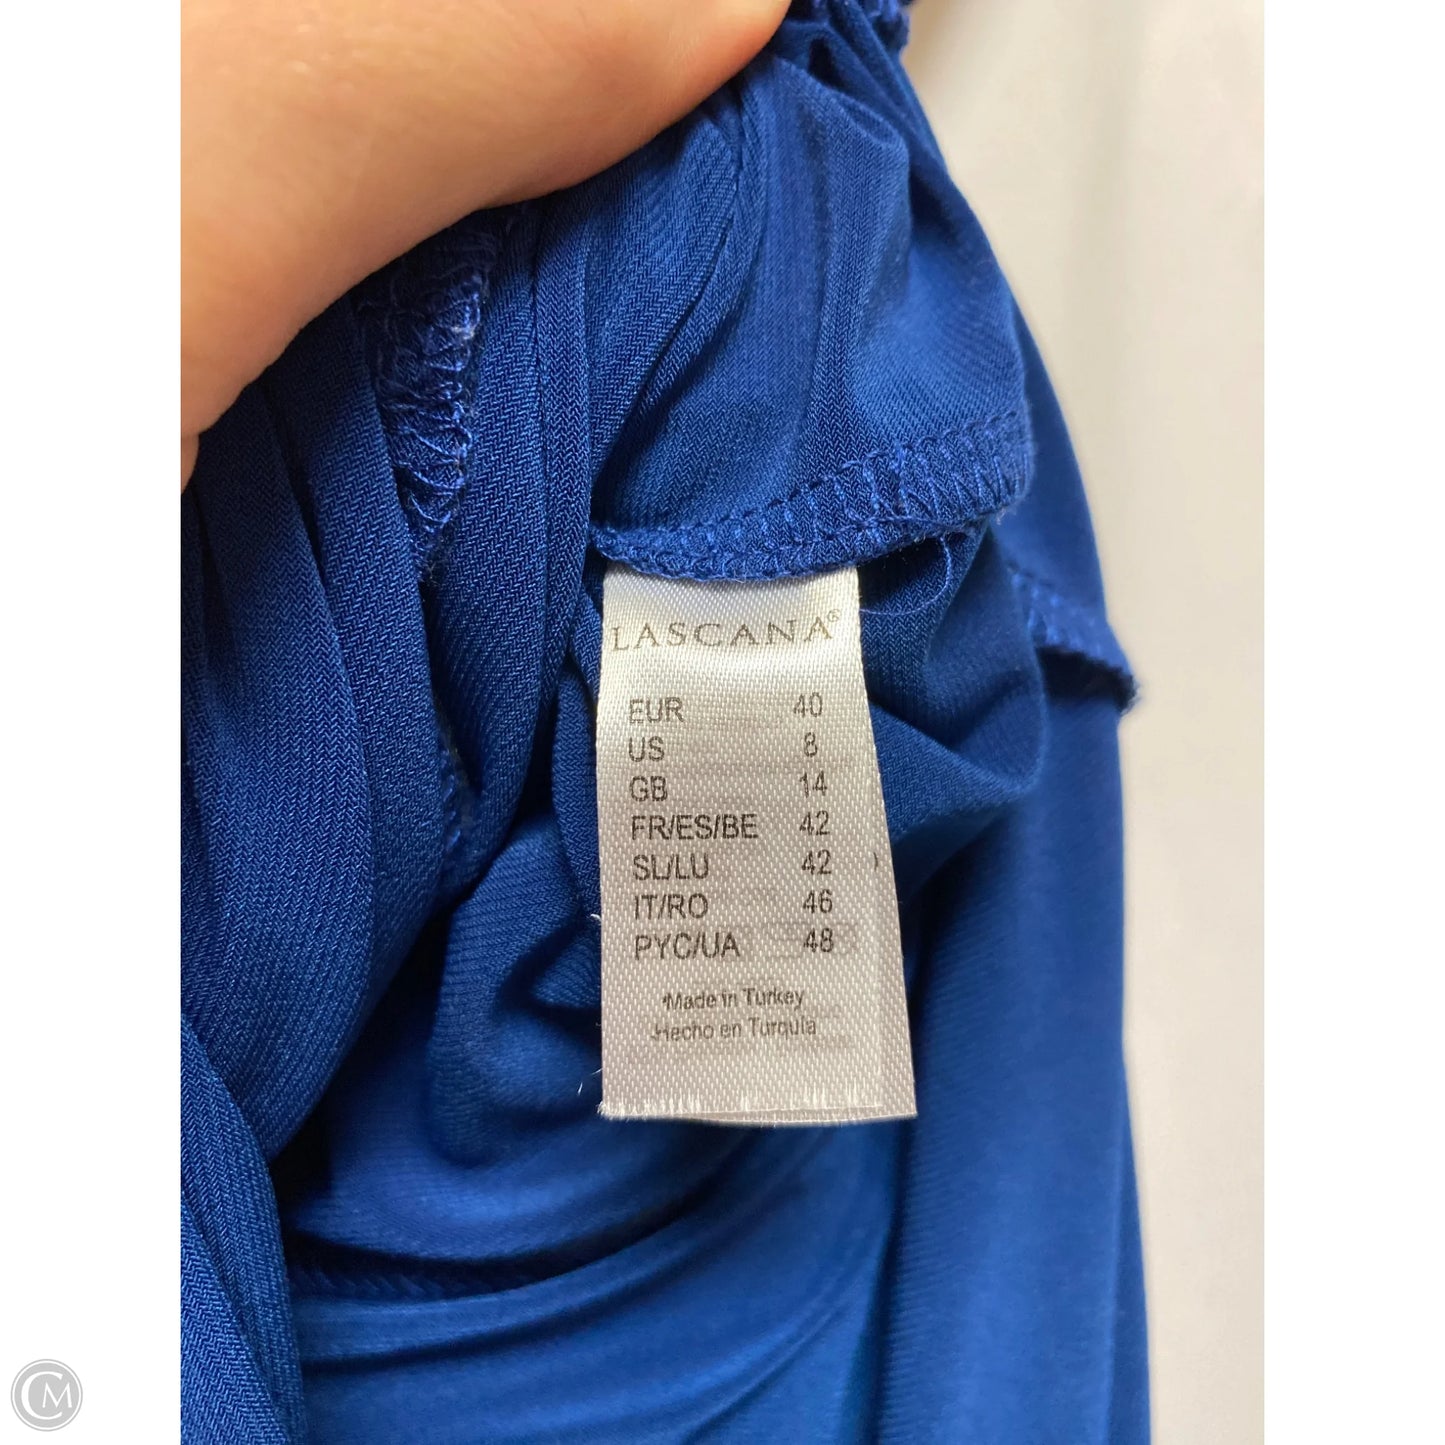 LASCANA®
EUR 40
US 8
GB 14
FR/ES/BE 42
SL/LU 42
IT/RO 46
PYC/UA 48
Made in Turkey
Hecho en Turquía
CM